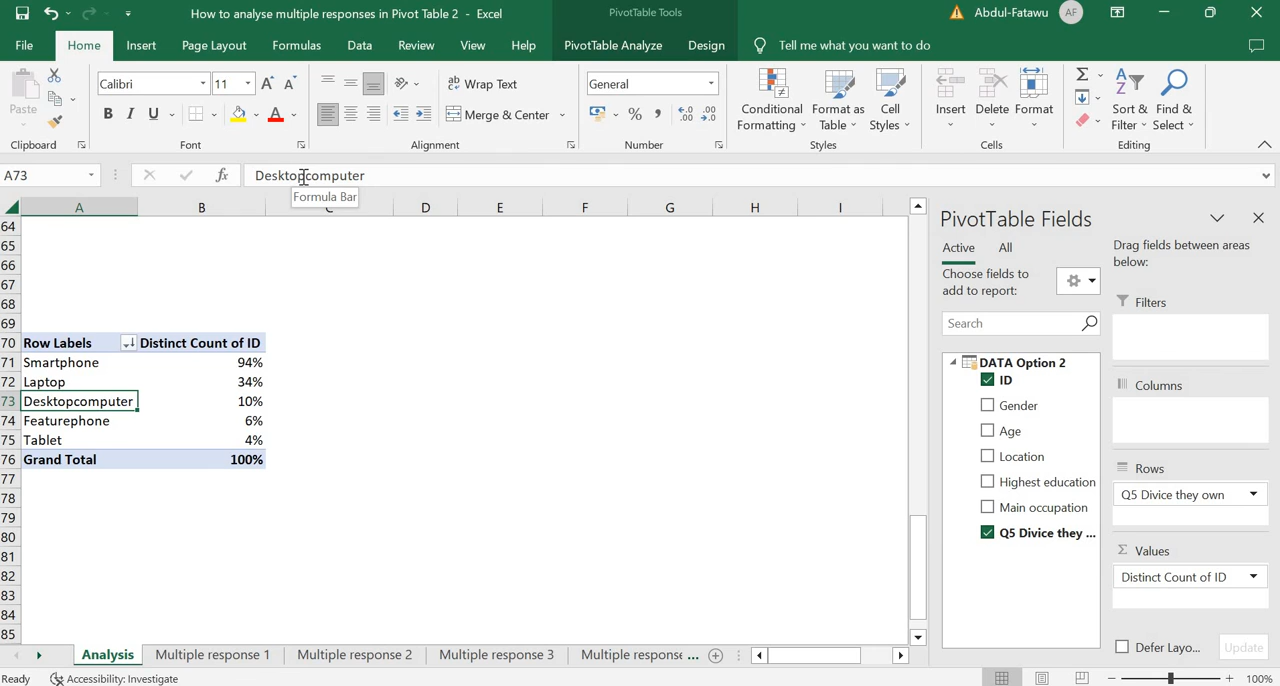 How to analyse multiple responses in Pivot Table 2 - Excel
PivotTable Tools
Abdul-Fatawu AF
File Home Insert Page Layout Formulas Data Review View Help PivotTable Analyze Design Tell me what you want to do
Paste
Clipboard
Calibri 11
B I U
Font
Wrap Text
Merge & Center
Alignment
General
Number
Conditional Formatting
Format as Table
Cell Styles
Styles
Insert
Delete
Format
Cells
Sort & Filter
Find & Select
Editing
A73 fx Desktopcomputer
Formula Bar
A B C D E F G H I
64
65
66
67
68
69
70 Row Labels Distinct Count of ID
71 Smartphone 94%
72 Laptop 34%
73 Desktopcomputer 10%
74 Featurephone 6%
75 Tablet 4%
76 Grand Total 100%
77
78
79
80
81
82
83
84
85
PivotTable Fields
Active All
Choose fields to add to report:
Search
DATA Option 2
ID
Gender
Age
Location
Highest education
Main occupation
Q5 Divice they ...
Drag fields between areas below:
Filters
Columns
Rows
Q5 Divice they own
Values
Distinct Count of ID
Defer Layo... Update
Analysis Multiple response 1 Multiple response 2 Multiple response 3 Multiple response ...
Ready Accessibility: Investigate 100%